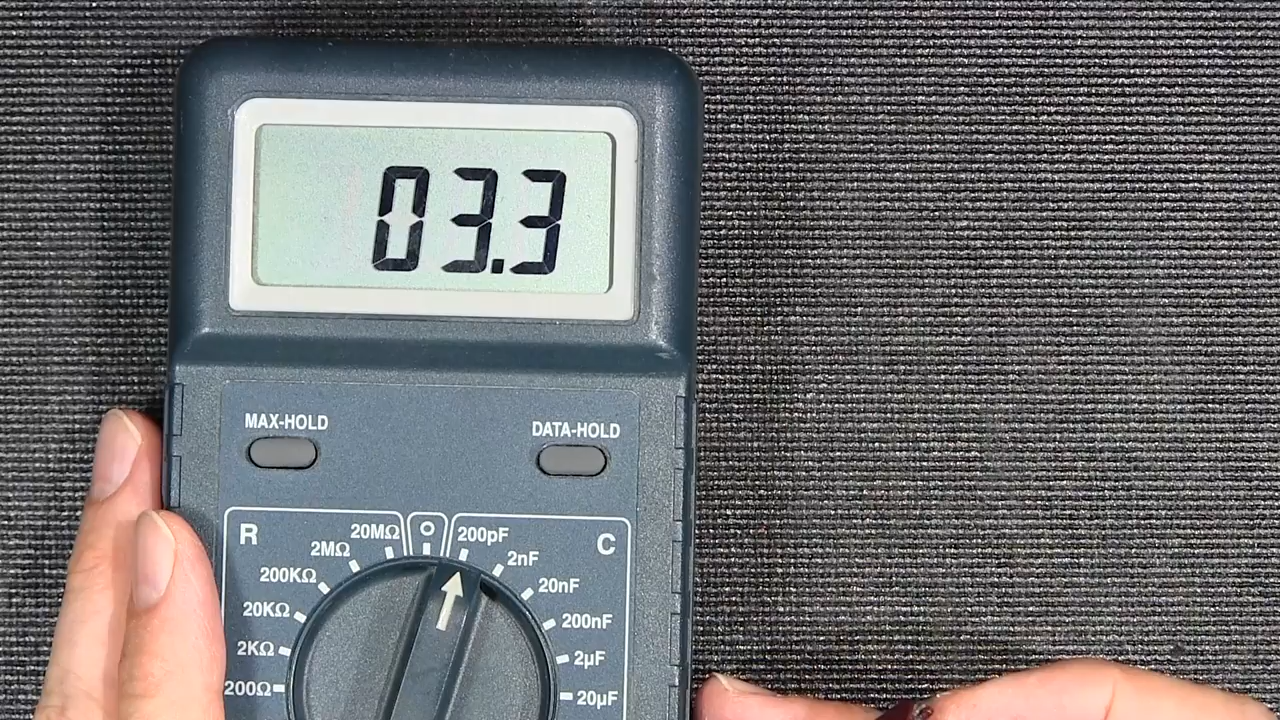 03.3
MAX-HOLD
DATA-HOLD
R
20MΩ
O
200pF
C
2MΩ
2nF
200KΩ
20nF
20KΩ
200nF
2KΩ
2µF
200Ω
20µF